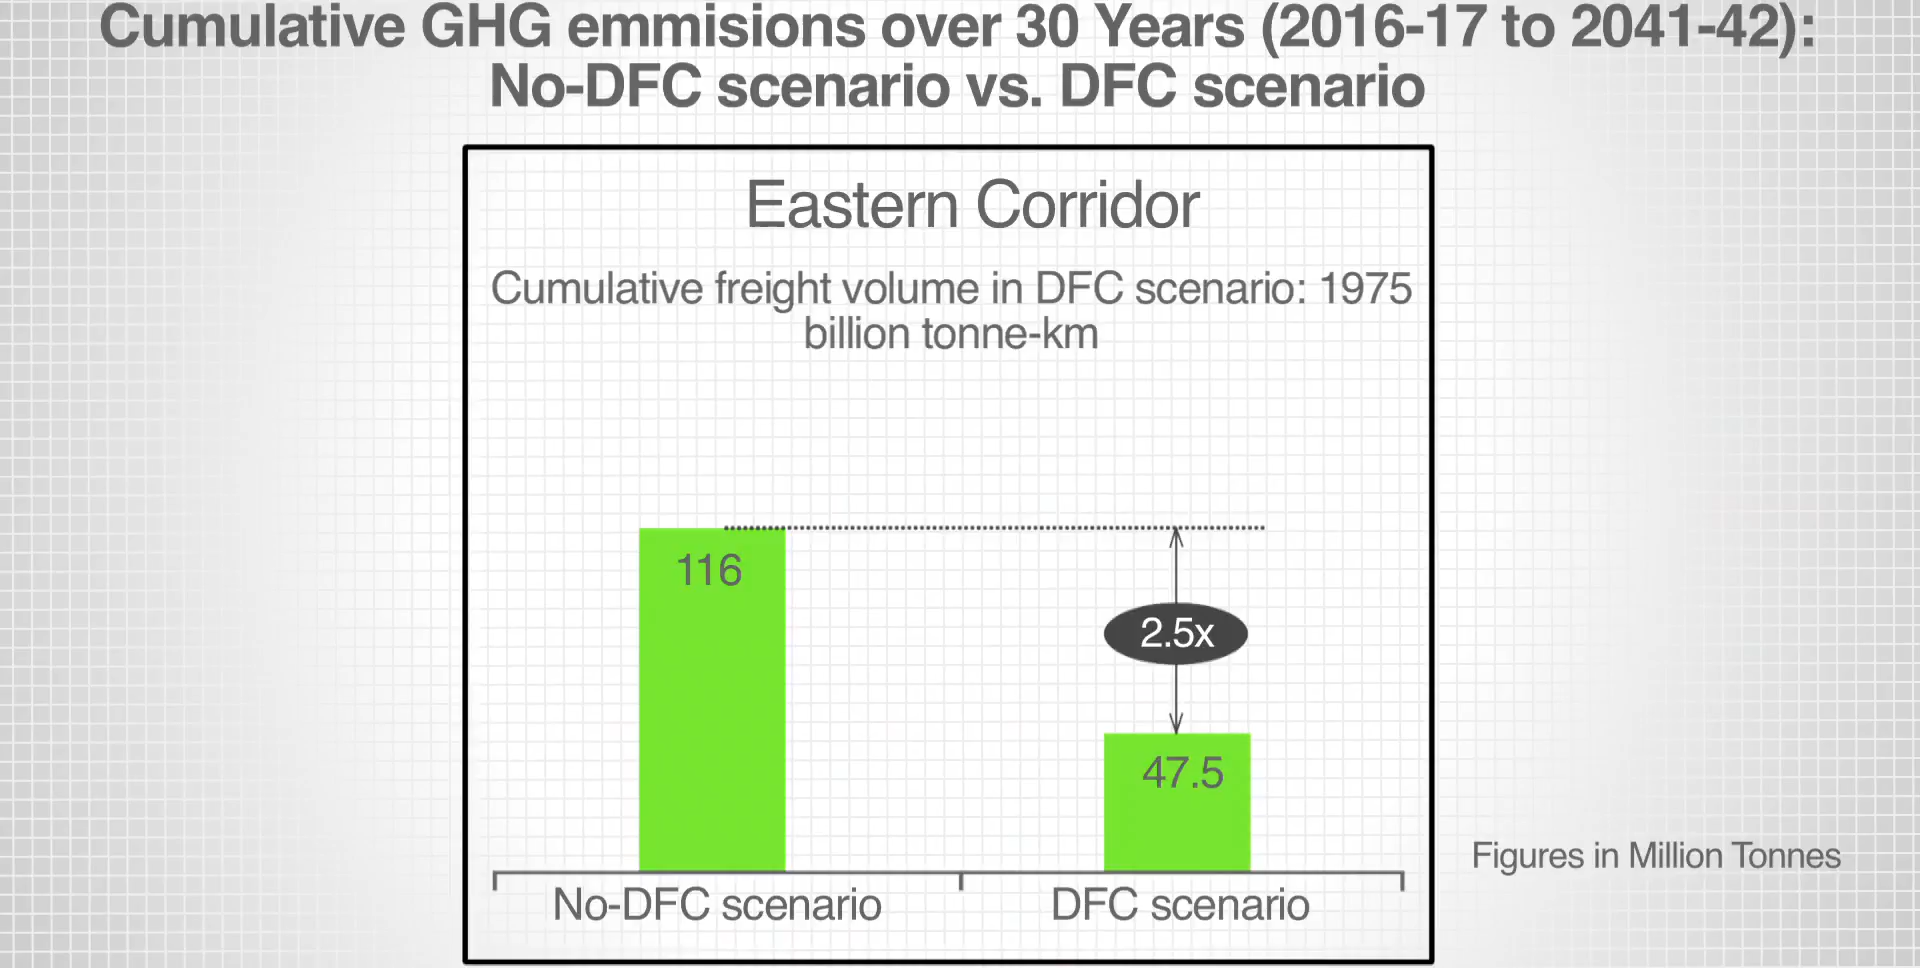 Cumulative GHG emmisions over 30 Years (2016-17 to 2041-42):
No-DFC scenario vs. DFC scenario
Eastern Corridor
Cumulative freight volume in DFC scenario: 1975
billion tonne-km
116
2.5x
47.5
Figures in Million Tonnes
No-DFC scenario
DFC scenario